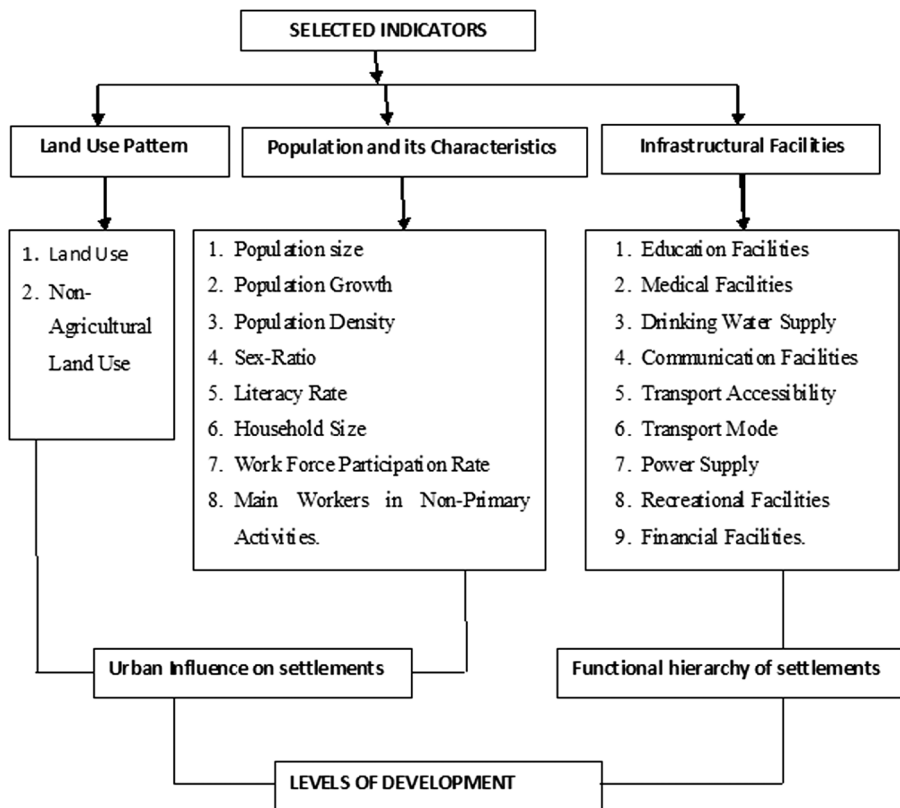 SELECTED INDICATORS
Land Use Pattem
Population and its Characteristics
Infrastructural Facilities
1. Land Use
2. Non-
Agricultural
Land Use
1. Population size
2. Population Growth
3. Population Density
4. Sex-Ratio
5. Literacy Rate
6. Household Size
7. Work Force Participation Rate
8. Main Workers in Non-Primary
Activities.
1. Education Facilities
2. Medical Facilities
3. Drinking Water Supply
4. Communication Facilities
5. Transport Accessibility
6. Transport Mode
7. Power Supply
8. Recreational Facilities
9. Financial Facilities.
Urban Influence on settlements
Functional hierarchy of settlements
LEVELS OF DEVELOPMENT